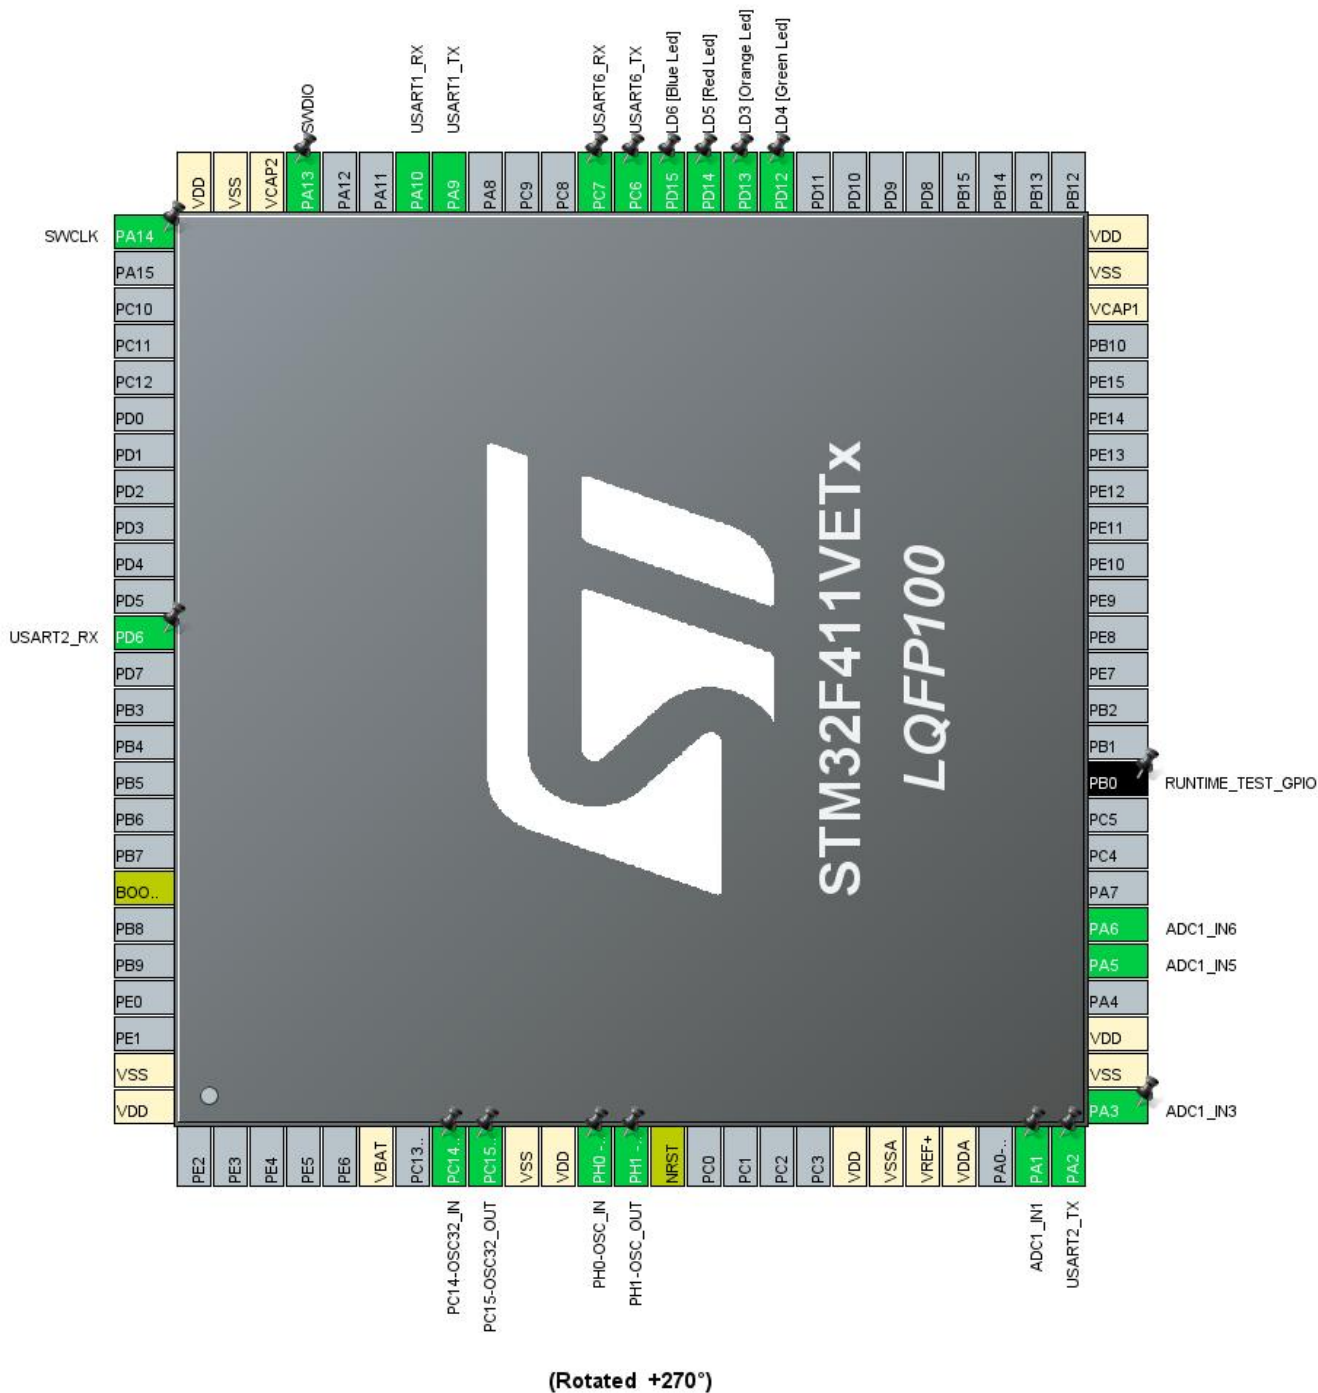 SWDIO
USART1_RX
USART1_TX
USART6_RX
USART6_TX
LD6 [Blue Led]
LD5 [Red Led]
LD3 [Orange Led]
LD4 [Green Led]
VDD
VSS
VCAP2
PA13
PA12
PA11
PA10
PA9
PA8
PC9
PC8
PC7
PC6
PD15
PD14
PD13
PD12
PD11
PD10
PD9
PD8
PB15
PB14
PB13
PB12
SWCLK
PA14
PA15
PC10
PC11
PC12
PD0
PD1
PD2
PD3
PD4
PD5
USART2_RX
PD6
PD7
PB3
PB4
PB5
PB6
PB7
BOO..
PB8
PB9
PE0
PE1
VSS
VDD
STM32F411VETx
LQFP100
VDD
VSS
VCAP1
PB10
PE15
PE14
PE13
PE12
PE11
PE10
PE9
PE8
PE7
PB2
PB1
PB0 RUNTIME_TEST_GPIO
PC5
PC4
PA7
PA6 ADC1_IN6
PA5 ADC1_IN5
PA4
VDD
VSS
PA3 ADC1_IN3
PE2
PE3
PE4
PE5
PE6
VBAT
PC13..
PC14..
PC15..
VSS
VDD
PH0 -..
PH1 -..
NRST
PC0
PC1
PC2
PC3
VDD
VSSA
VREF+
VDDA
PA0-..
PA1
PA2
PC14-OSC32_IN
PC15-OSC32_OUT
PH0-OSC_IN
PH1-OSC_OUT
ADC1_IN1
USART2_TX
(Rotated +270°)